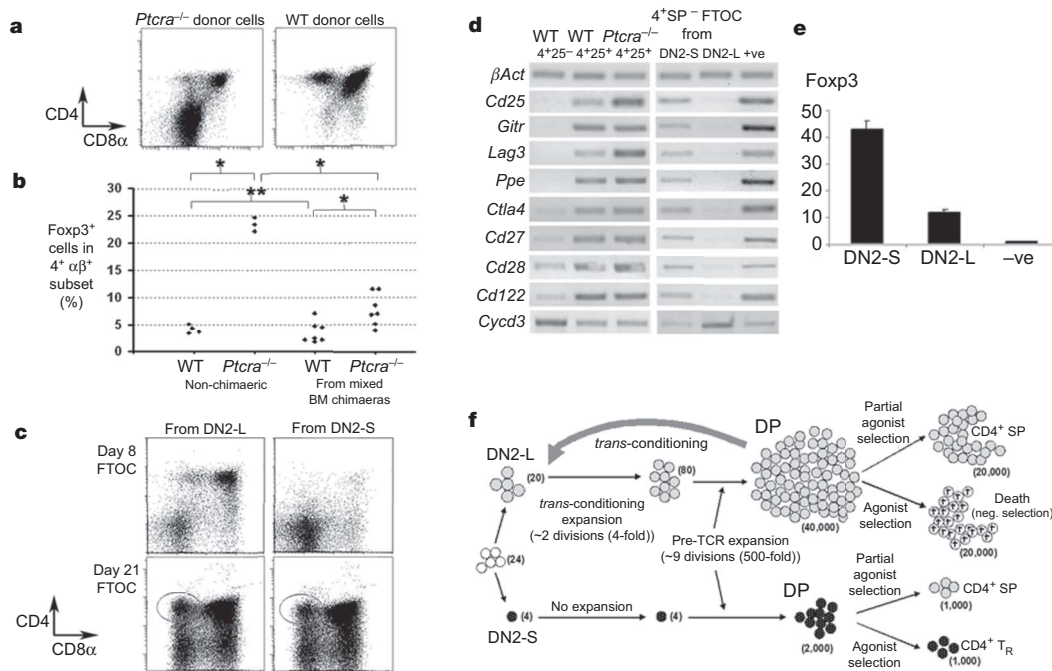 a
Ptcra–/– donor cells
WT donor cells
CD4
CD8α
b
*
*
**
*
30
25
20
15
10
5
0
Foxp3+
cells in
4+ αβ+
subset
(%)
WT
Ptcra–/–
WT
Ptcra–/–
Non-chimaeric
From mixed
BM chimaeras
c
From DN2-L
From DN2-S
Day 8
FTOC
Day 21
FTOC
CD4
CD8α
d
4+SP – FTOC
from
WT
WT
Ptcra–/–
4+25–
4+25+
4+25+
DN2-S
DN2-L
+ve
βAct
Cd25
Gitr
Lag3
Ppe
Ctla4
Cd27
Cd28
Cd122
Cycd3
e
Foxp3
50
40
30
20
10
0
DN2-S
DN2-L
–ve
f
DN2-L
trans-conditioning
DP
Partial
agonist
selection
CD4+ SP
(20,000)
(20)
(80)
trans-conditioning
expansion
(~2 divisions (4-fold))
(40,000)
Agonist
selection
Death
(neg. selection)
(20,000)
(24)
Pre-TCR expansion
(~9 divisions (500-fold))
Partial
agonist
selection
CD4+ SP
(1,000)
DP
No expansion
(4)
(4)
DN2-S
(2,000)
Agonist
selection
CD4+ TR
(1,000)